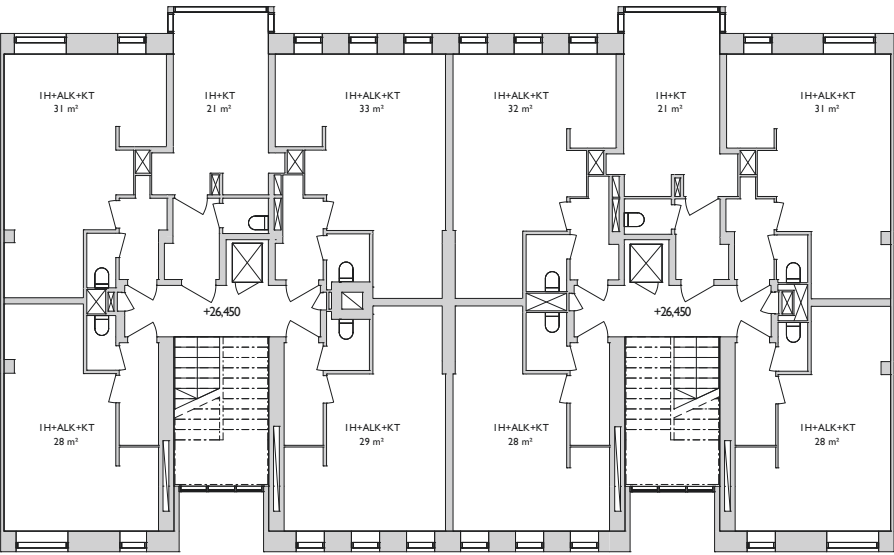 1H+ALK+KT
31 m²
1H+KT
21 m²
1H+ALK+KT
33 m²
1H+ALK+KT
32 m²
1H+KT
21 m²
1H+ALK+KT
31 m²
+26,450
+26,450
1H+ALK+KT
28 m²
1H+ALK+KT
29 m²
1H+ALK+KT
28 m²
1H+ALK+KT
28 m²